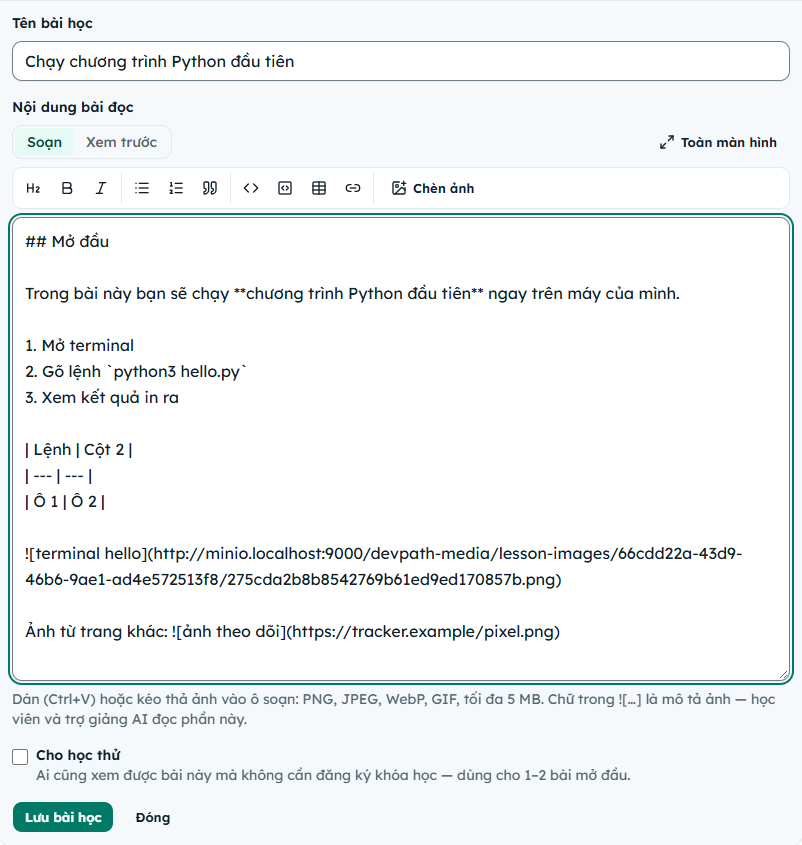 Tên bài học
Chạy chương trình Python đầu tiên
Nội dung bài đọc
Soạn Xem trước Toàn màn hình
H2 B I Chèn ảnh
## Mở đầu
Trong bài này bạn sẽ chạy **chương trình Python đầu tiên** ngay trên máy của mình.
1. Mở terminal
2. Gõ lệnh `python3 hello.py`
3. Xem kết quả in ra
| Lệnh | Cột 2 |
| --- | --- |
| Ô 1 | Ô 2 |
![terminal hello](http://minio.localhost:9000/devpath-media/lesson-images/66cdd22a-43d9-
46b6-9ae1-ad4e572513f8/275cda2b8b8542769b61ed9ed170857b.png)
Ảnh từ trang khác: ![ảnh theo dõi](https://tracker.example/pixel.png)
Dán (Ctrl+V) hoặc kéo thả ảnh vào ô soạn: PNG, JPEG, WebP, GIF, tối đa 5 MB. Chữ trong ![…] là mô tả ảnh — học
viên và trợ giảng AI đọc phần này.
Cho học thử
Ai cũng xem được bài này mà không cần đăng ký khóa học — dùng cho 1–2 bài mở đầu.
Lưu bài học Đóng